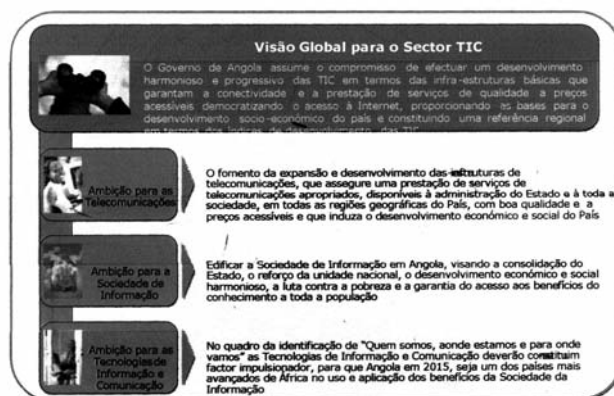 Visão Global para o Sector TIC
O Governo de Angola assume o compromisso de efectuar um desenvolvimento
harmonioso e progressivo das TIC em termos das infra-estruturas básicas que
garantam a conectividade e a prestação de serviços de qualidade a preços
acessíveis democratizando o acesso à Internet, proporcionando as bases para o
desenvolvimento socio-económico do país e constituindo uma referência regional
em termos dos índices de desenvolvimento das TIC
Ambição para as
Telecomunicações
O fomento da expansão e desenvolvimento das
telecomunicações, que assegure uma prestação de serviços de
telecomunicações apropriados, disponíveis à administração do Estado e à toda a
sociedade, em todas as regiões geográficas do País, com boa qualidade e a
preços acessíveis e que induza o desenvolvimento económico e social do País
Ambição para a
Sociedade de
Informação
Edificar a Sociedade de Informação em Angola, visando a consolidação do
Estado, o reforço da unidade nacional, o desenvolvimento económico e social
harmonioso, a luta contra a pobreza e a garantia do acesso aos benefícios do
conhecimento a toda a população
Ambição para as
Tecnologias de
Informação e
Comunicação
No quadro da identificação de "Quem somos, aonde estamos e para onde
vamos" as Tecnologias de Informação e Comunicação deverão
factor impulsionador, para que Angola em 2015, seja um dos países mais
avançados de África no uso e aplicação dos benefícios da Sociedade da
Informação